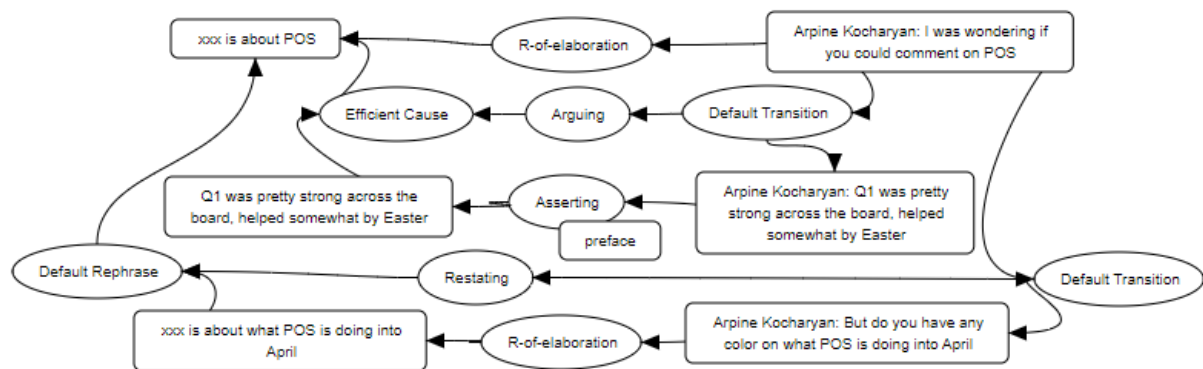 xxx is about POS
R-of-elaboration
Arpine Kocharyan: I was wondering if
you could comment on POS
Efficient Cause
Arguing
Default Transition
Q1 was pretty strong across the
board, helped somewhat by Easter
Asserting
preface
Arpine Kocharyan: Q1 was pretty
strong across the board, helped
somewhat by Easter
Default Rephrase
Restating
Default Transition
xxx is about what POS is doing into
April
R-of-elaboration
Arpine Kocharyan: But do you have any
color on what POS is doing into April